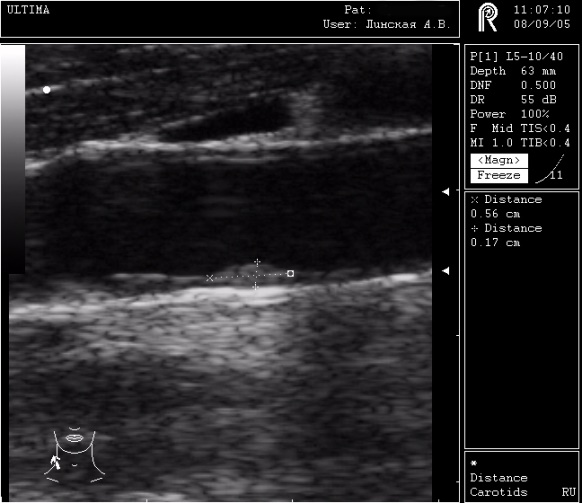 ULTIMA
Pat:
User: Линская А.В.
11:07:10
08/09/05
P[1] L5-10/40
Depth 63 mm
DNF 0.500
DR 55 dB
Power 100%
F Mid TIS<0.4
MI 1.0 TIB<0.4
<Magn>
Freeze
11
× Distance
0.56 cm
+ Distance
0.17 cm
*
Distance
Carotids RU